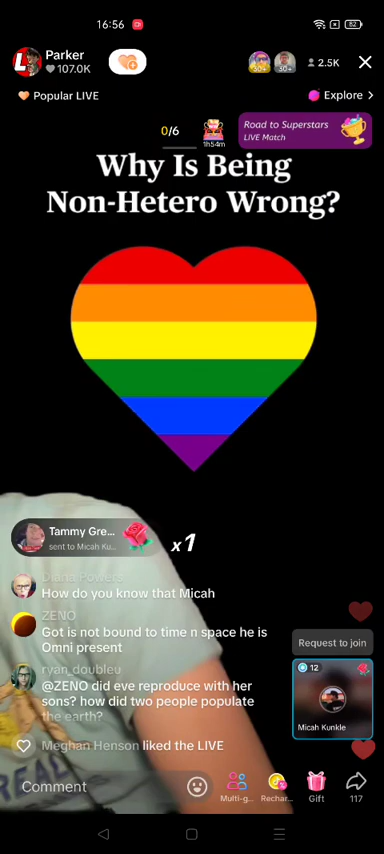 16:56
82
Parker
107.0K
30+
30+
2.5K
Popular LIVE
Explore
0/6
1h54m
Road to Superstars
LIVE Match
Why Is Being
Non-Hetero Wrong?
Tammy Gre...
sent to Micah Ku...
x1
Diana Powers
How do you know that Micah
ZENO
Got is not bound to time n space he is
Omni present
ryan_doubleu
@ZENO did eve reproduce with her
sons? how did two people populate
the earth?
Meghan Henson liked the LIVE
Request to join
12
Micah Kunkle
Comment
Multi-g...
Rechar...
Gift
117